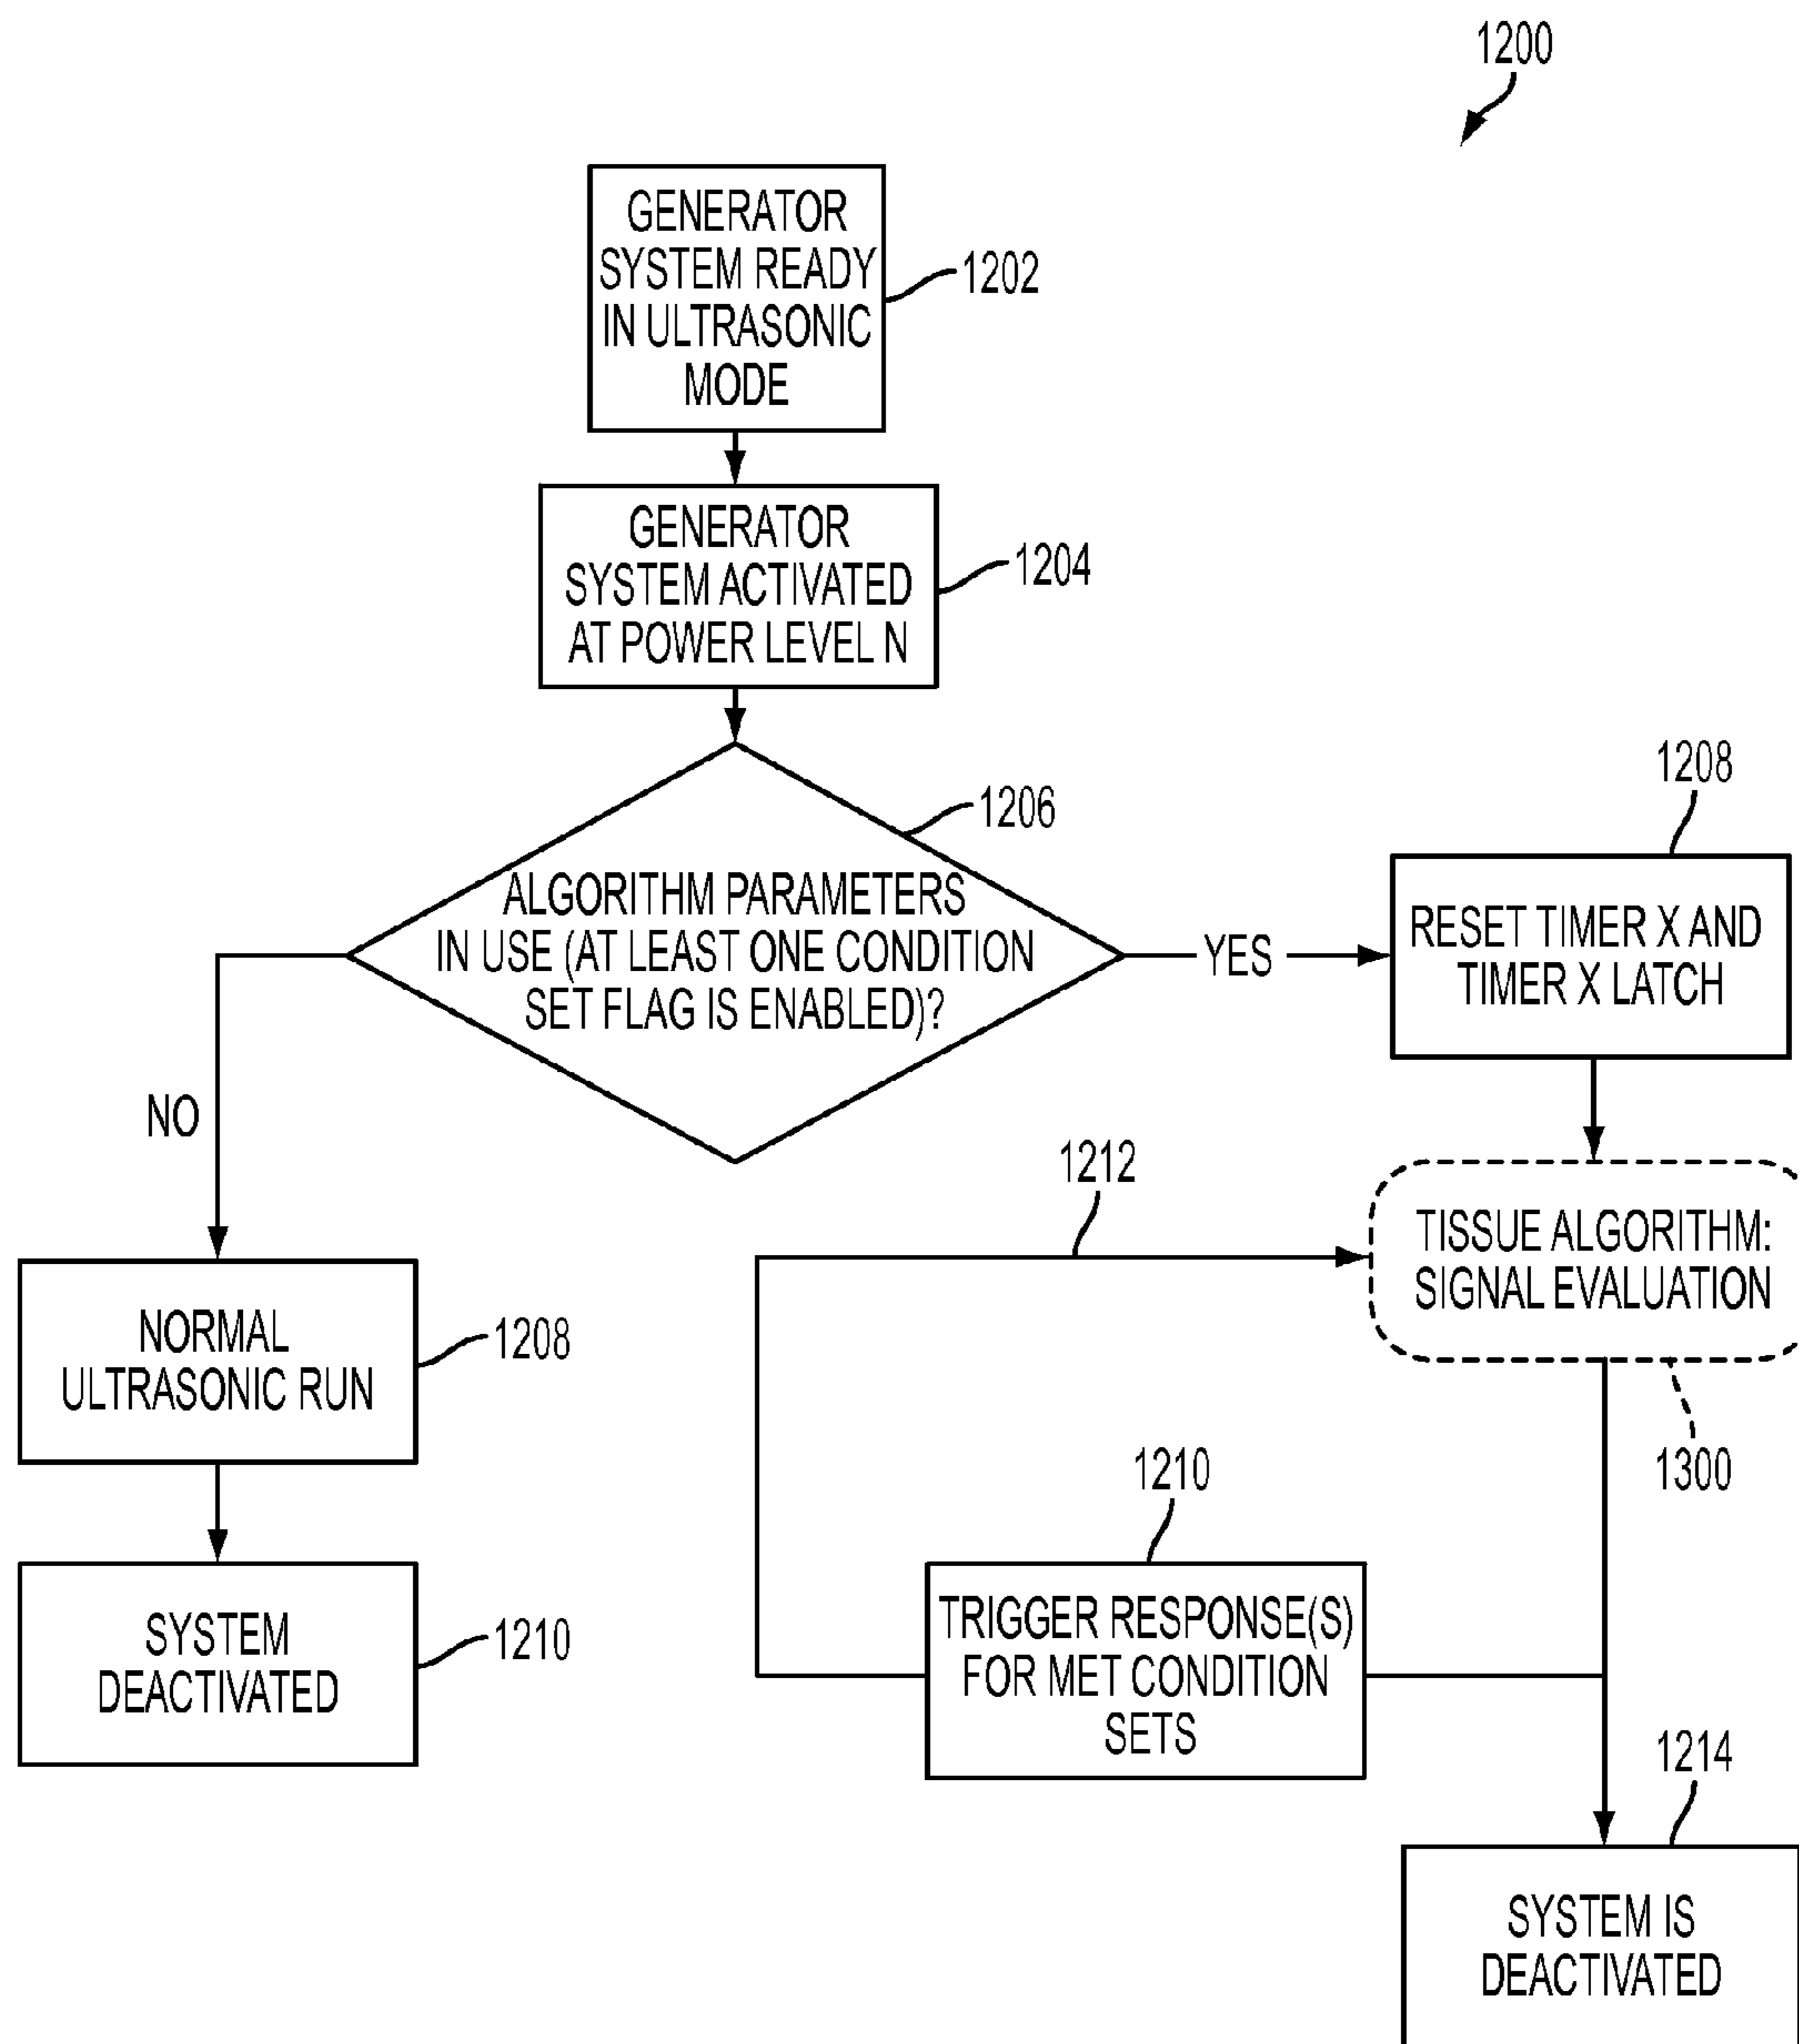 1200
GENERATOR
SYSTEM READY
IN ULTRASONIC
MODE
1202
GENERATOR
SYSTEM ACTIVATED
AT POWER LEVEL N
1204
1206
ALGORITHM PARAMETERS
IN USE (AT LEAST ONE CONDITION
SET FLAG IS ENABLED)?
YES
NO
1208
RESET TIMER X AND
TIMER X LATCH
1212
TISSUE ALGORITHM:
SIGNAL EVALUATION
1300
NORMAL
ULTRASONIC RUN
1208
SYSTEM
DEACTIVATED
1210
1210
TRIGGER RESPONSE(S)
FOR MET CONDITION
SETS
1214
SYSTEM IS
DEACTIVATED